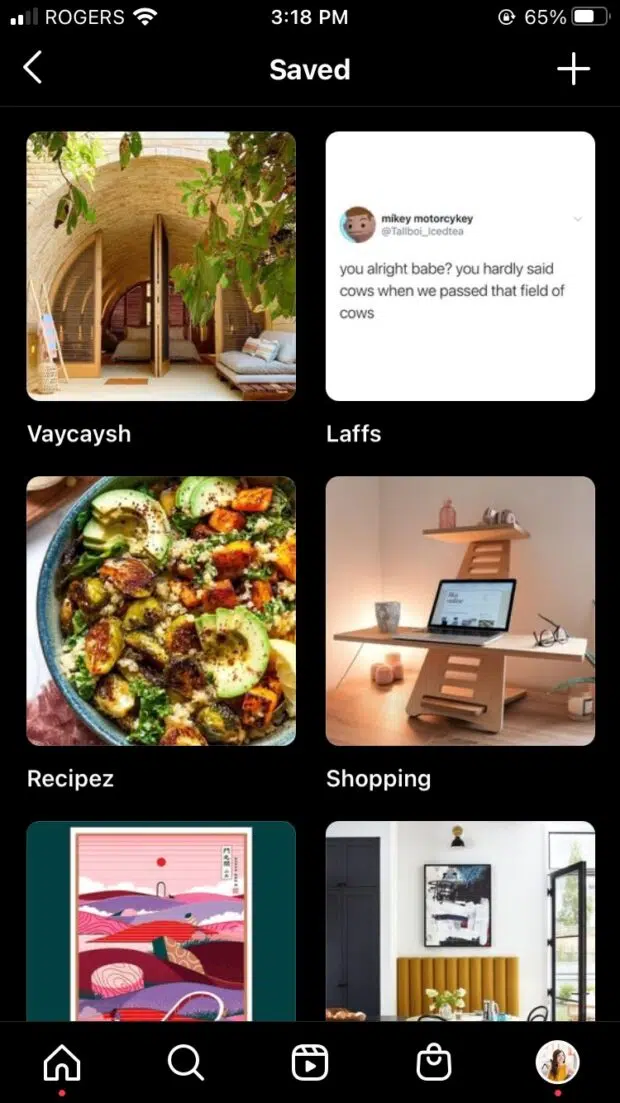 ROGERS 3:18 PM 65%
Saved
mikey motorcykey
@Tallboi_Icedtea
you alright babe? you hardly said
cows when we passed that field of
cows
Vaycaysh
Laffs
Recipez
Shopping